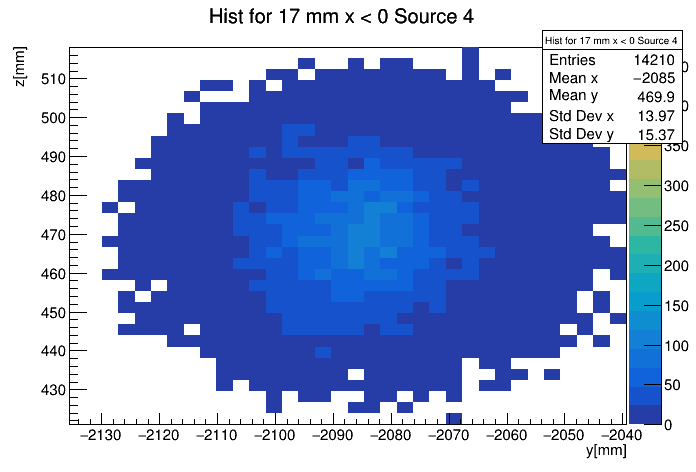 Hist for 17 mm x < 0 Source 4
z[mm]
Hist for 17 mm x < 0 Source 4
Entries 14210
Mean x −2085
Mean y 469.9
Std Dev x 13.97
Std Dev y 15.37
510
500
490
480
470
460
450
440
430
0
0
350
300
250
200
150
100
50
0
−2130 −2120 −2110 −2100 −2090 −2080 −2070 −2060 −2050 −2040
y[mm]